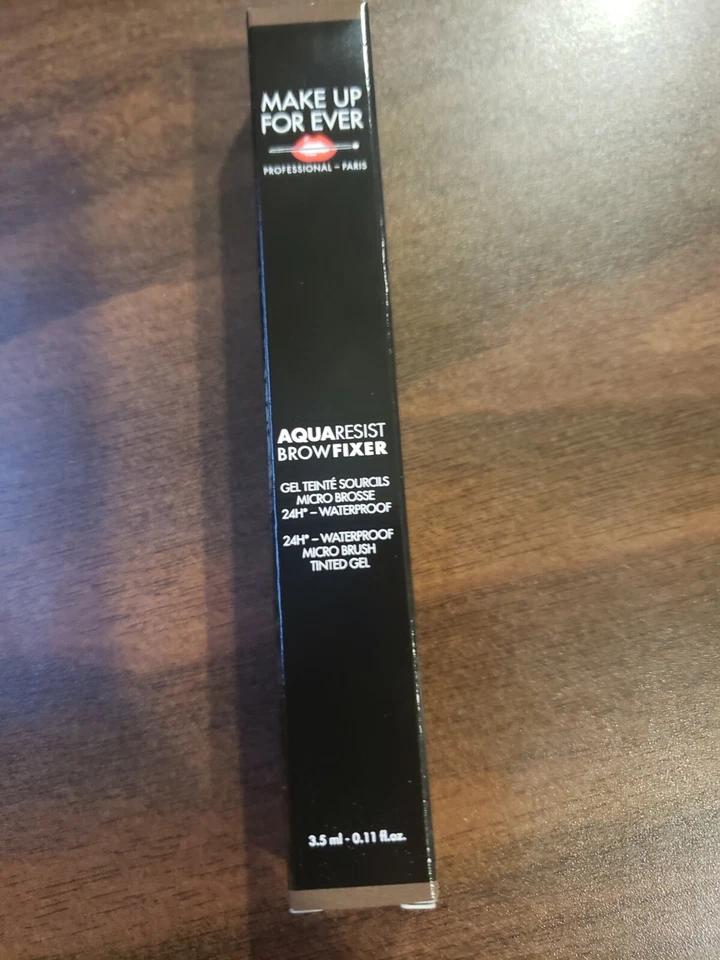 MAKE UP
FOR EVER
PROFESSIONAL – PARIS
AQUARESIST
BROWFIXER
GEL TEINTÉ SOURCILS
MICRO BROSSE
24H* – WATERPROOF
24H* – WATERPROOF
MICRO BRUSH
TINTED GEL
3.5 ml - 0.11 fl.oz.